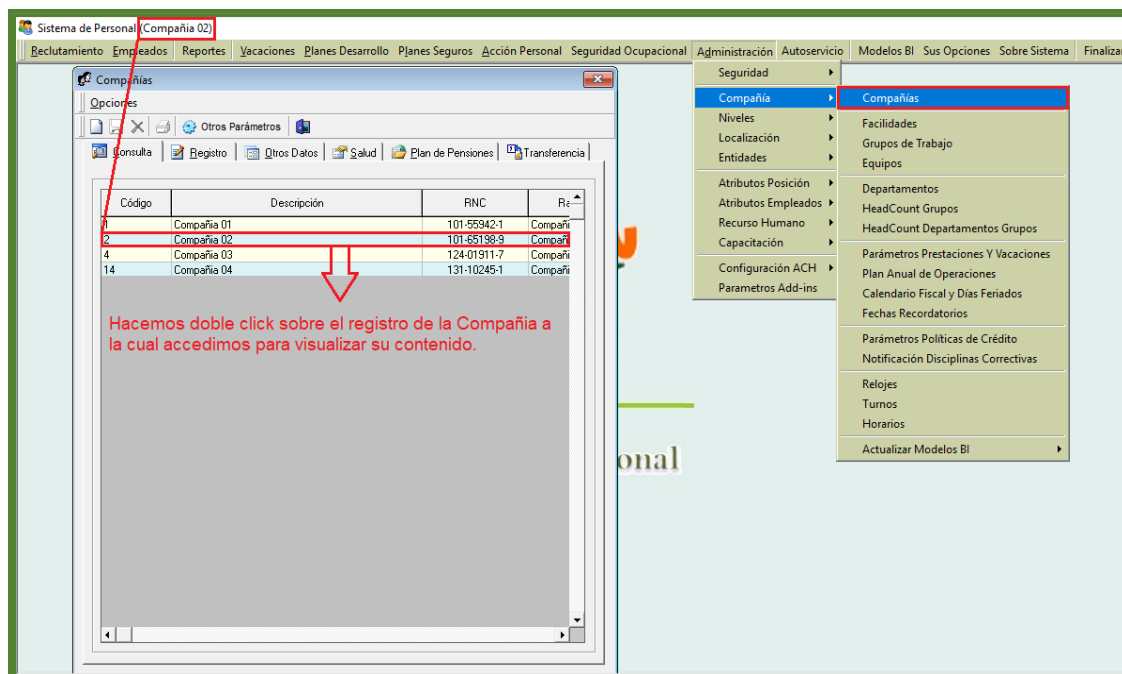 Sistema de Personal (Compañia 02)
Reclutamiento Empleados Reportes Vacaciones Planes Desarrollo Planes Seguros Acción Personal Seguridad Ocupacional Administración Autoservicio Modelos BI Sus Opciones Sobre Sistema Finalizar
Compañías
Opciones
Otros Parámetros
Consulta Registro Otros Datos Salud Plan de Pensiones Transferencia
Código Descripción RNC Ra
1 Compañia 01 101-55942-1 Compañi
2 Compañia 02 101-65198-9 Compañi
4 Compañia 03 124-01911-7 Compañi
14 Compañia 04 131-10245-1 Compañi
Hacemos doble click sobre el registro de la Compañia a
la cual accedimos para visualizar su contenido.
Seguridad
Compañía
Niveles
Localización
Entidades
Atributos Posición
Atributos Empleados
Recurso Humano
Capacitación
Configuración ACH
Parametros Add-ins
Compañías
Facilidades
Grupos de Trabajo
Equipos
Departamentos
HeadCount Grupos
HeadCount Departamentos Grupos
Parámetros Prestaciones Y Vacaciones
Plan Anual de Operaciones
Calendario Fiscal y Días Feriados
Fechas Recordatorios
Parámetros Políticas de Crédito
Notificación Disciplinas Correctivas
Relojes
Turnos
Horarios
Actualizar Modelos BI
onal